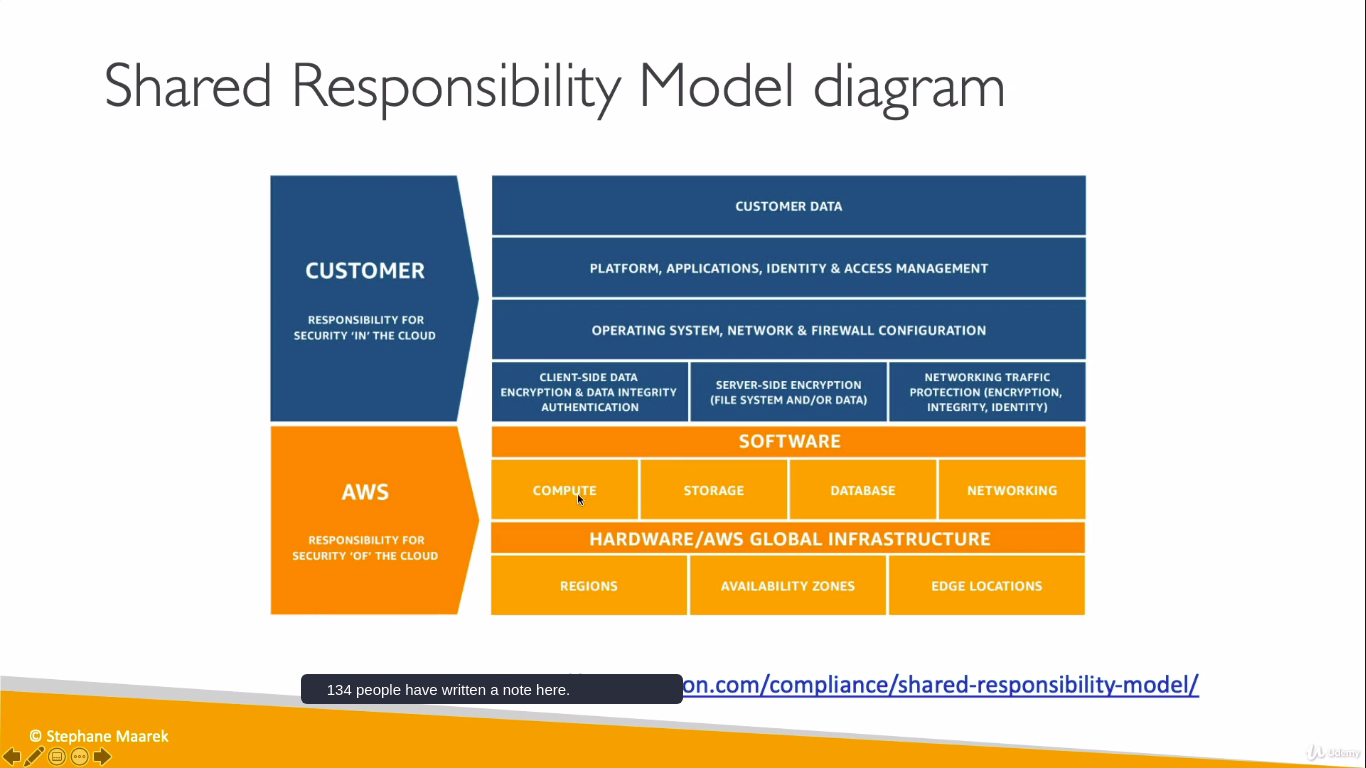 Shared Responsibility Model diagram
CUSTOMER
RESPONSIBILITY FOR
SECURITY ‘IN’ THE CLOUD
CUSTOMER DATA
PLATFORM, APPLICATIONS, IDENTITY & ACCESS MANAGEMENT
OPERATING SYSTEM, NETWORK & FIREWALL CONFIGURATION
CLIENT-SIDE DATA
ENCRYPTION & DATA INTEGRITY
AUTHENTICATION
SERVER-SIDE ENCRYPTION
(FILE SYSTEM AND/OR DATA)
NETWORKING TRAFFIC
PROTECTION (ENCRYPTION,
INTEGRITY, IDENTITY)
AWS
RESPONSIBILITY FOR
SECURITY ‘OF’ THE CLOUD
SOFTWARE
COMPUTE
STORAGE
DATABASE
NETWORKING
HARDWARE/AWS GLOBAL INFRASTRUCTURE
REGIONS
AVAILABILITY ZONES
EDGE LOCATIONS
134 people have written a note here.
on.com/compliance/shared-responsibility-model/
© Stephane Maarek
Udemy